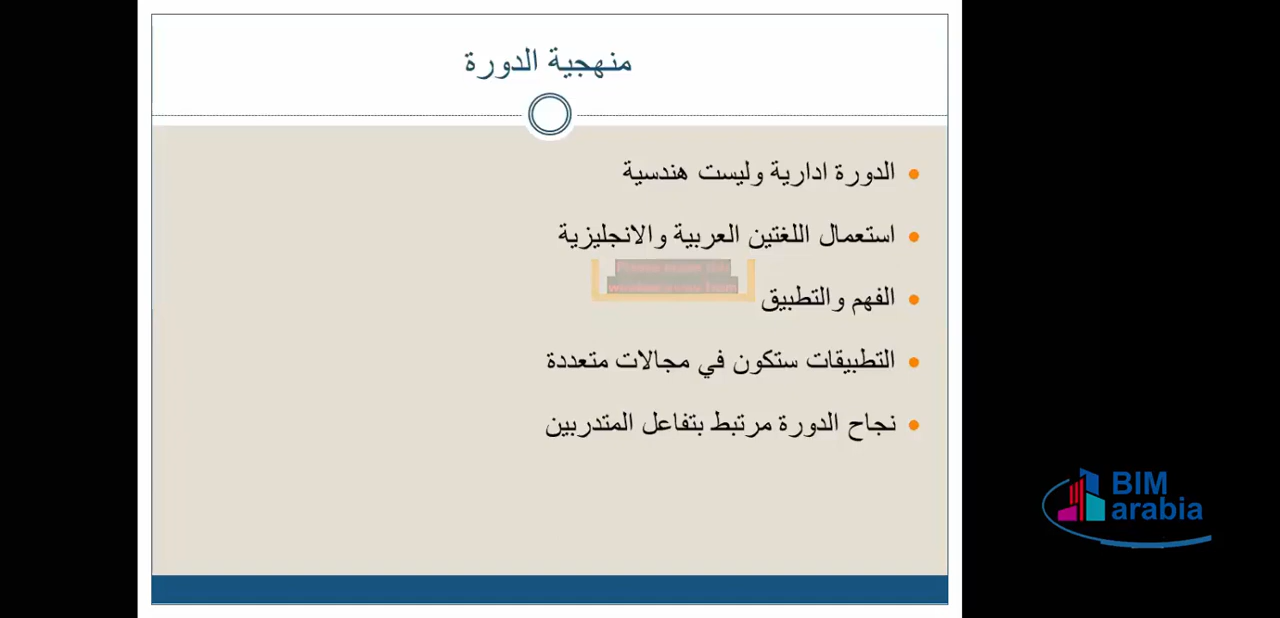 منهجية الدورة
الدورة ادارية وليست هندسية
استعمال اللغتين العربية والانجليزية
الفهم والتطبيق
التطبيقات ستكون في مجالات متعددة
نجاح الدورة مرتبط بتفاعل المتدربين
BIM
arabia